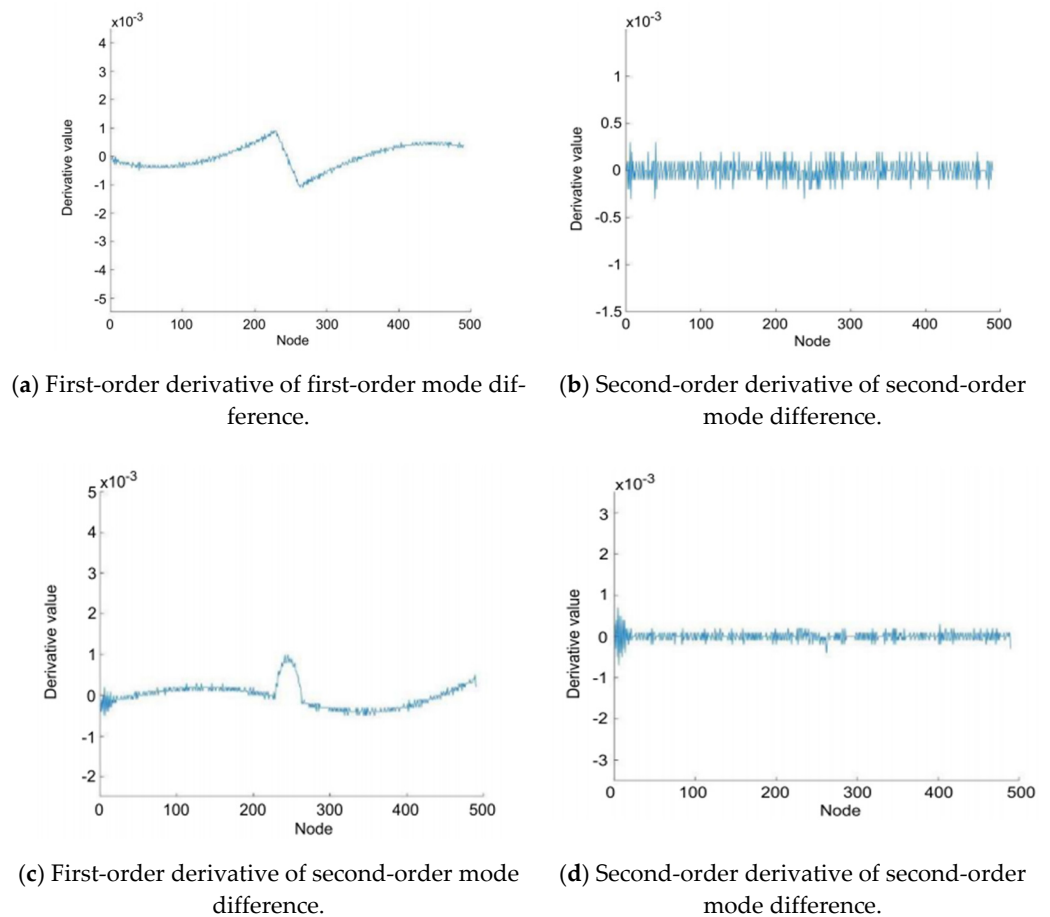 x10-3
4
3
2
1
0
-1
-2
-3
-4
-5
Derivative value
0 100 200 300 400 500
Node
x10-3
1
0.5
0
-0.5
-1
-1.5
Derivative value
0 100 200 300 400 500
Node
(a) First-order derivative of first-order mode dif-
ference.
(b) Second-order derivative of second-order
mode difference.
x10-3
5
4
3
2
1
0
-1
-2
Derivative value
0 100 200 300 400 500
Node
x10-3
3
2
1
0
-1
-2
-3
Derivative value
0 100 200 300 400 500
Node
(c) First-order derivative of second-order mode
difference.
(d) Second-order derivative of second-order
mode difference.